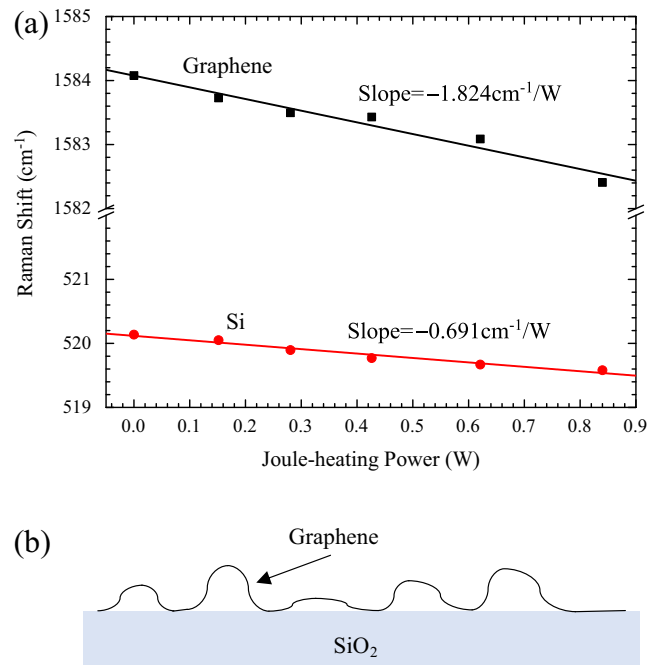 (a)
1585
1584
1583
1582
521
520
519
Raman Shift (cm⁻¹)
Graphene
Slope=−1.824cm⁻¹/W
Si
Slope=−0.691cm⁻¹/W
0.0 0.1 0.2 0.3 0.4 0.5 0.6 0.7 0.8 0.9
Joule-heating Power (W)
(b)
Graphene
SiO₂